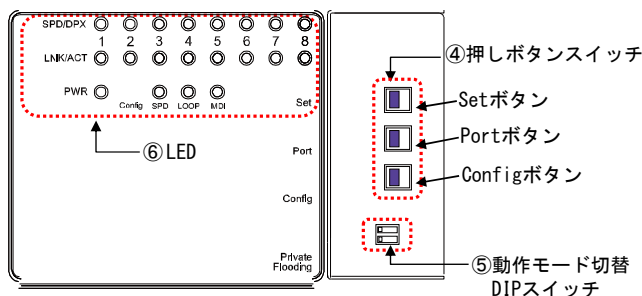 SPD/DPX
1 2 3 4 5 6 7 8
LNK/ACT
PWR
Config SPD LOOP MDI
Set
⑥LED
Port
Config
Private
Flooding
④押しボタンスイッチ
Setボタン
Portボタン
Configボタン
⑤動作モード切替
DIPスイッチ